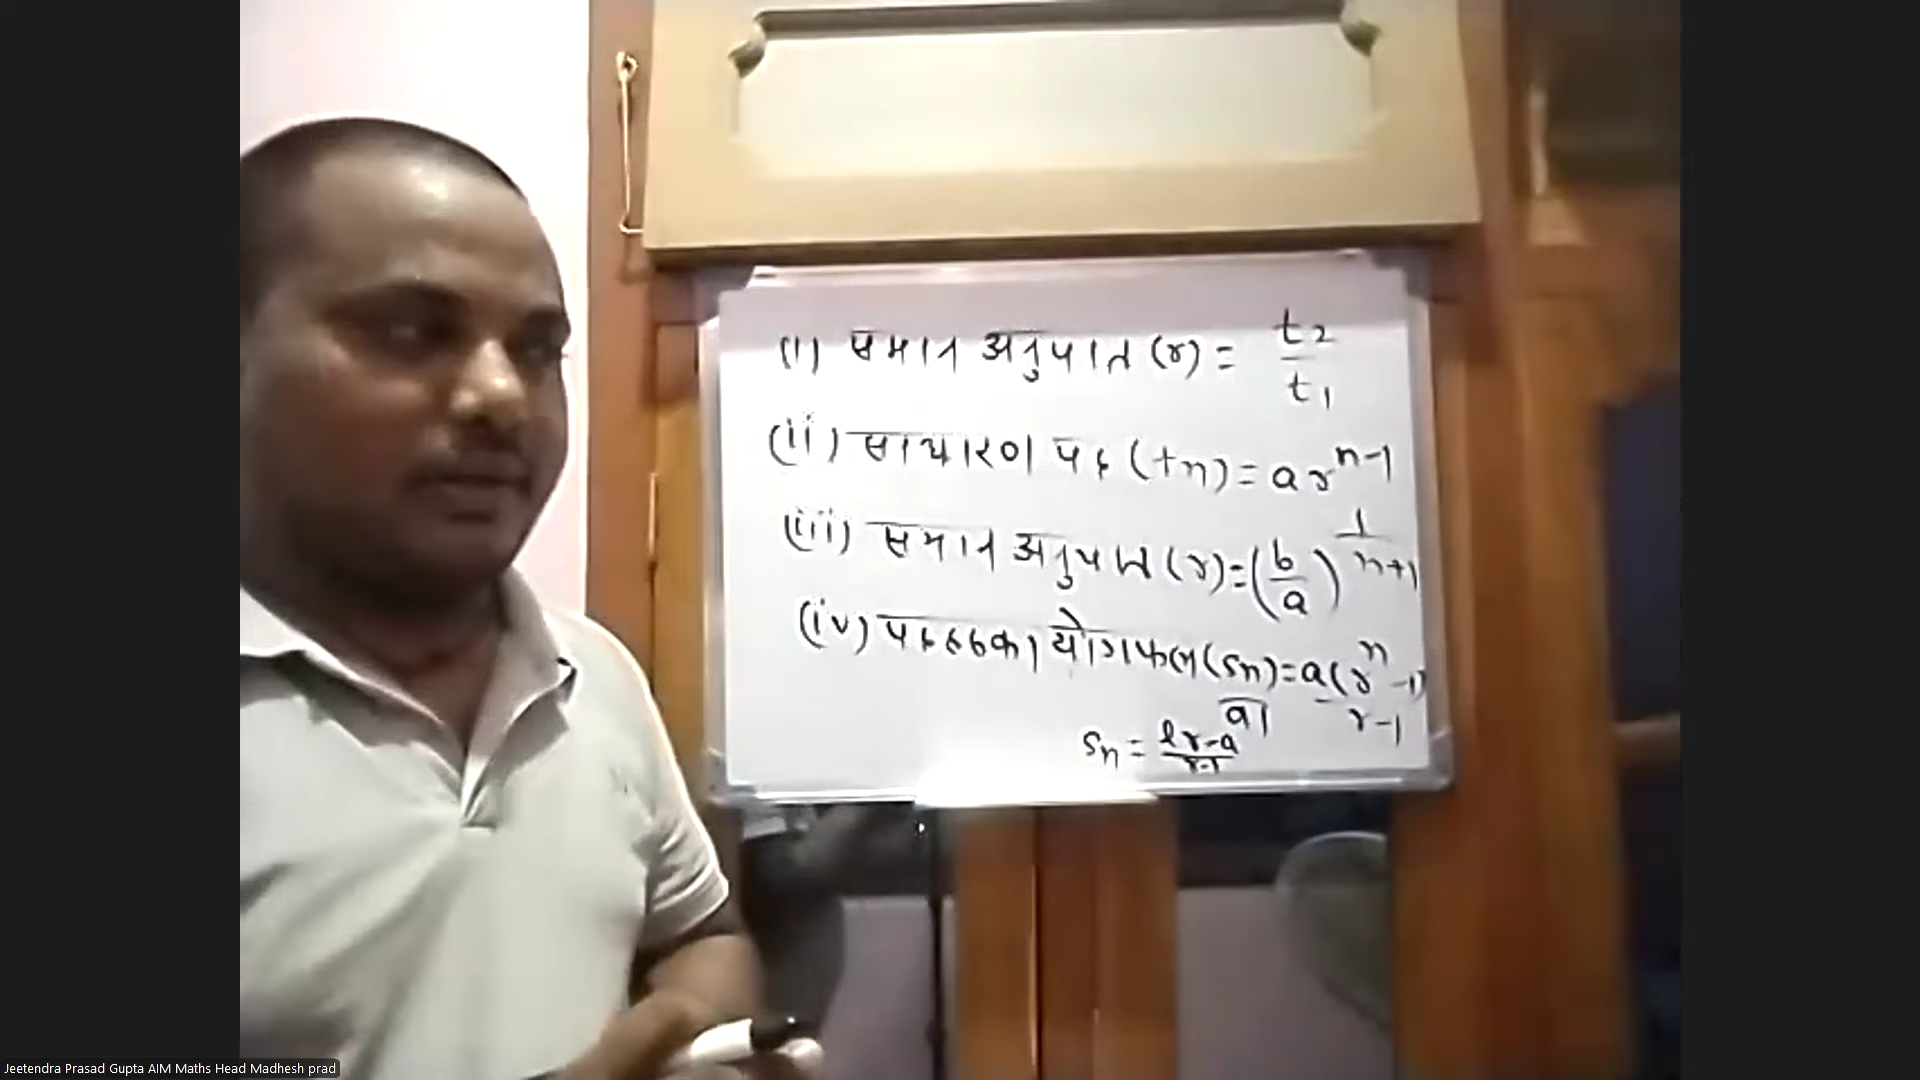 (i) समान अनुपात (r) = t2/t1
(ii) साधारण पद (tn) = ar^n-1
(iii) समान अनुपात (r) = (b/a)^1/n+1
(iv) पदहरुको योगफल (Sn) = a(r^n-1)/r-1
वा
Sn = lr-a/r-1
Jeetendra Prasad Gupta AIM Maths Head Madhesh prad